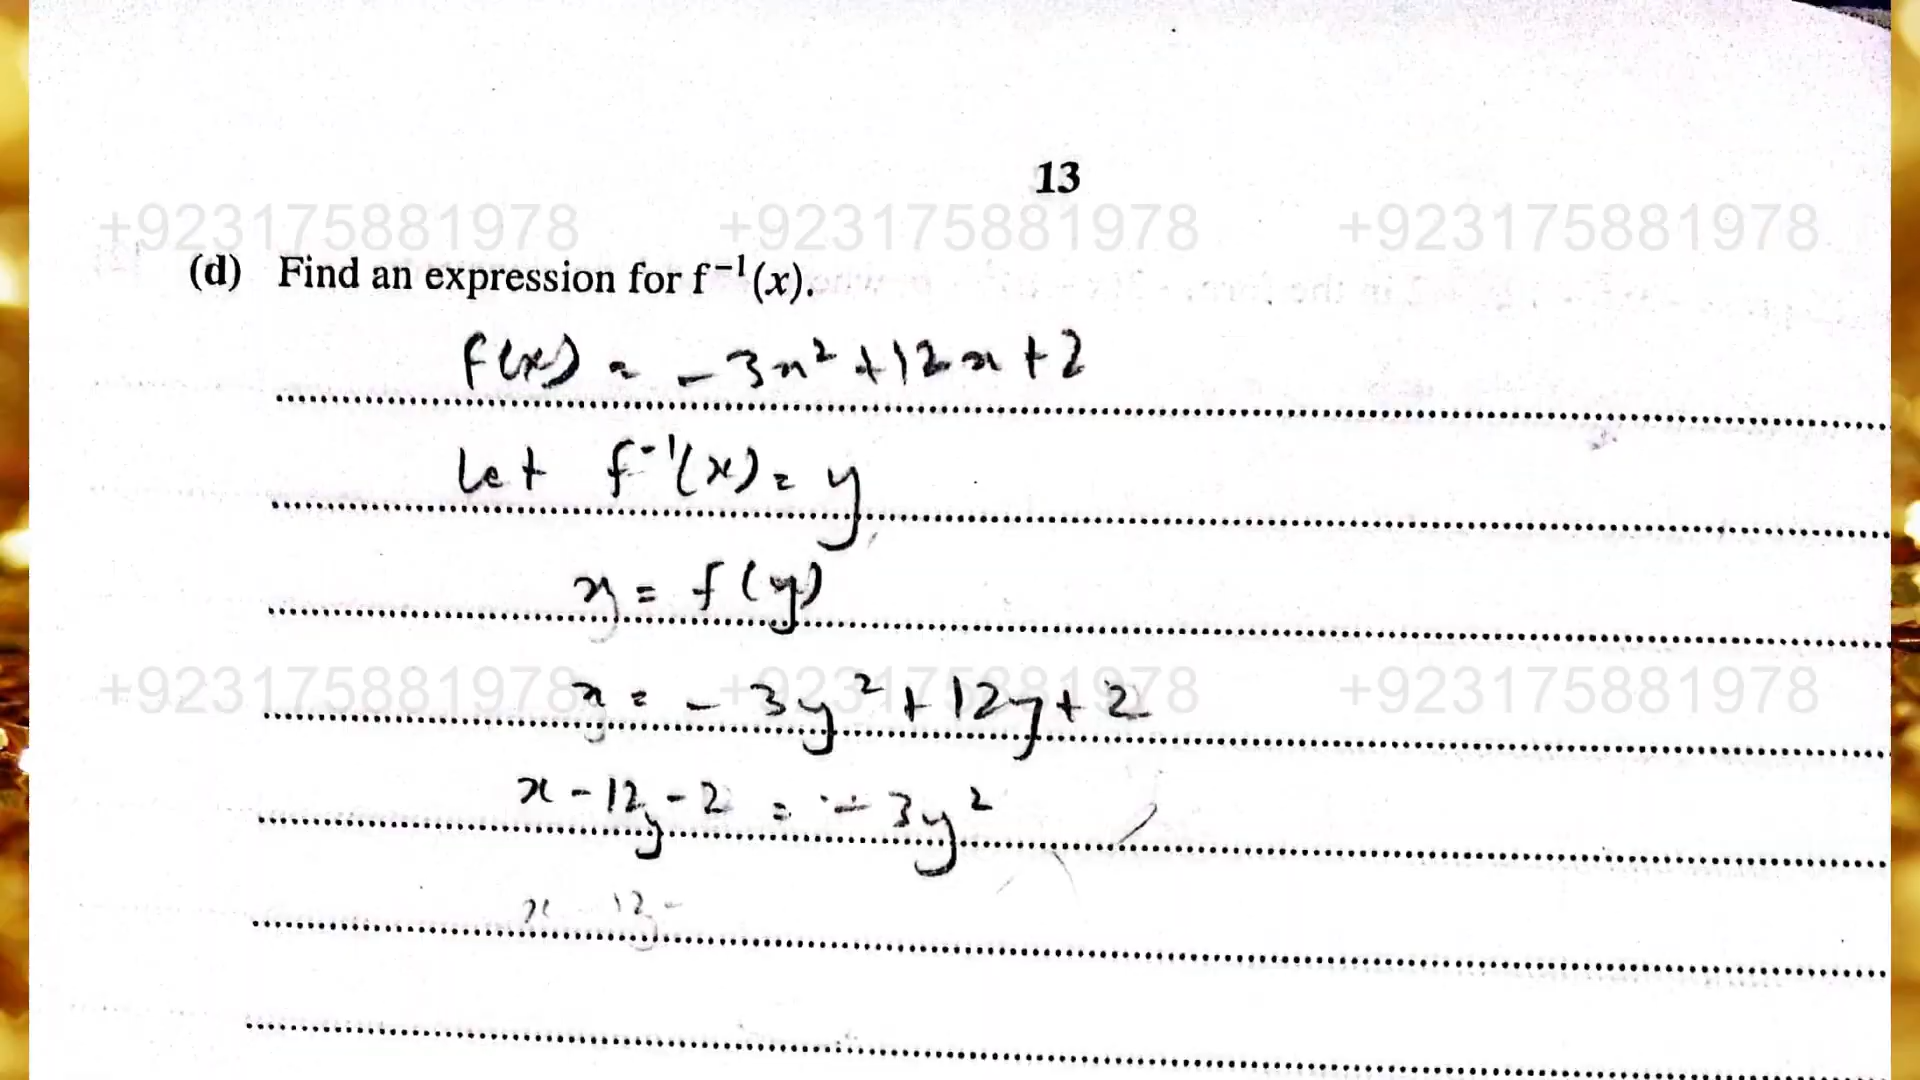 13
+923175881978 +923175881978 +923175881978
(d) Find an expression for f⁻¹(x).
f(x) = -3x² +12x +2
Let f⁻¹(x) = y
x = f(y)
+923175881978 +923175881978 +923175881978
x = -3y² + 12y + 2
x - 12y - 2 = -3y²
x 12y -